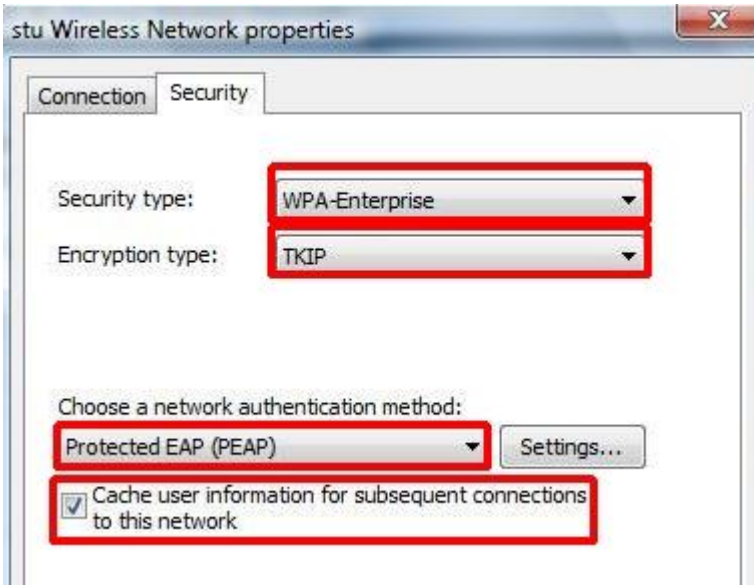 stu Wireless Network properties
Connection Security
Security type: WPA-Enterprise
Encryption type: TKIP
Choose a network authentication method:
Protected EAP (PEAP) Settings...
Cache user information for subsequent connections
to this network